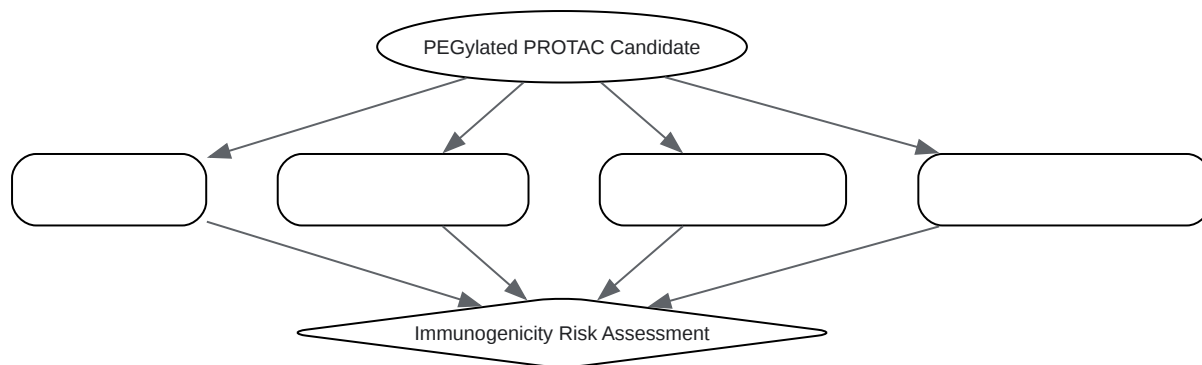 PEGylated PROTAC Candidate
Immunogenicity Risk Assessment